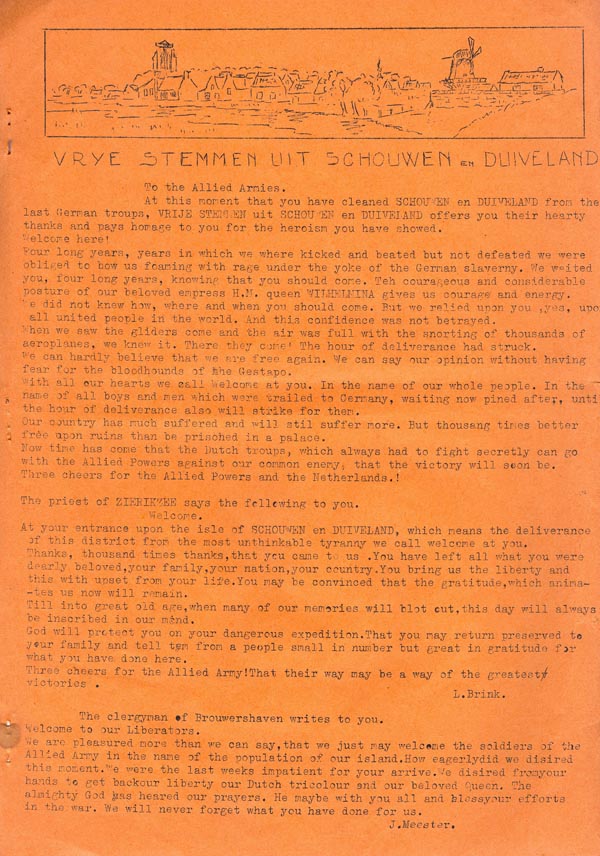 VRYE STEMMEN UIT SCHOUWEN EN DUIVELAND
To the Allied Armies.
At this moment that you have cleaned SCHOUWEN en DUIVELAND from the
last German troups, VRIJE STEMMEN uit SCHOUWEN en DUIVELAND offers you their hearty
thanks and pays homage to you for the heroism you have showed.
Welcome here!
Four long years, years in which we where kicked and beated but not defeated we were
obliged to bow us foaming with rage under the yoke of the German slaverny. We waited
you, four long years, knowing that you should come. Teh courageous and considerable
posture of our beloved empress H.M. queen WILHELMINA gives us courage and energy.
We did not knew how, where and when you should come. But we relied upon you ,yes, upo
all united people in the world. And this confidence was not betrayed.
When we saw the gliders come and the air was full with the snorting of thousands of
aeroplanes, we knew it. There they come! The hour of deliverance had struck.
We can hardly believe that we are free again. We can say our opinion without having
fear for the bloodhounds of the Gestapo.
With all our hearts we call Welcome at you. In the name of our whole people. In the
name of all boys and men which were trailed to Germany, waiting now pined after, unti
the hour of deliverance also will strike for them.
Our country has much suffered and will stil suffer more. But thousang times better
free upon ruins than be prisohed in a palace.
Now time has come that the Dutch troups, which always had to fight secretly can go
with the Allied Powers against our common enemy, that the victory will soon be.
Three cheers for the Allied Powers and the Netherlands.!
The priest of ZIERIKZEE says the following to you.
Welcome.
At your entrance upon the isle of SCHOUWEN en DUIVELAND, which means the deliverance
of this district from the most unthinkable tyranny we call welcome at you.
Thanks, thousand times thanks,that you came to us .You have left all what you were
dearly beloved,your family,your nation,your country.You bring us the liberty and
this with upset from your life.You may be convinced that the gratitude,which anima-
-tes us now will remain.
Till into great old age,when many of our memories will blot out,this day will always
be inscribed in our mind.
God will protect you on your dangerous expedition.That you may return preserved to
your family and tell tem from a people small in number but great in gratitude for
what you have done here.
Three cheers for the Allied Army!That their way may be a way of the greatest
victories .
L.Brink.
The clergyman of Brouwershaven writes to you.
Welcome to our Liberators.
We are pleasured more than we can say,that we just may welcome the soldiers of the
Allied Army in the name of the population of our island.How eagerlydid we disired
this moment.We were the last weeks impatient for your arrive.We disired fromyour
hands to get backour liberty our Dutch tricolour and our beloved Queen. The
almighty God has heared our prayers. He maybe with you all and blessyour efforts
in the war. We will never forget what you have done for us.
J.Meester.